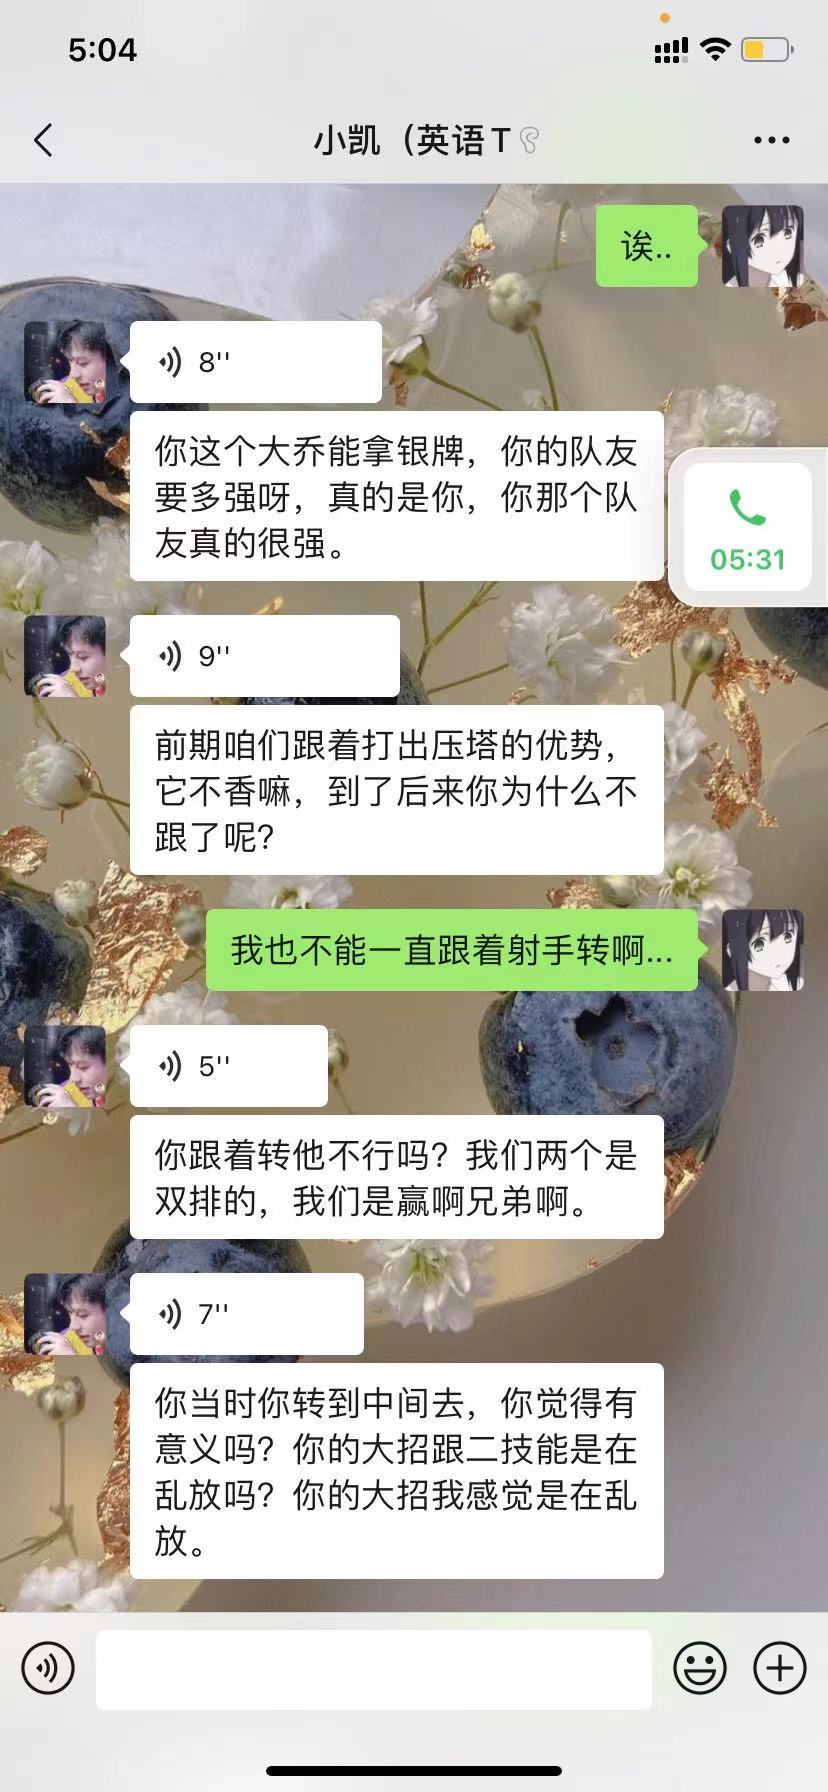 5:04
小凯（英语T
诶..
8''
你这个大乔能拿银牌，你的队友
要多强呀，真的是你，你那个队
友真的很强。
05:31
9''
前期咱们跟着打出压塔的优势，
它不香嘛，到了后来你为什么不
跟了呢？
我也不能一直跟着射手转啊...
5''
你跟着转他不行吗？我们两个是
双排的，我们是赢啊兄弟啊。
7''
你当时你转到中间去，你觉得有
意义吗？你的大招跟二技能是在
乱放吗？你的大招我感觉是在乱
放。